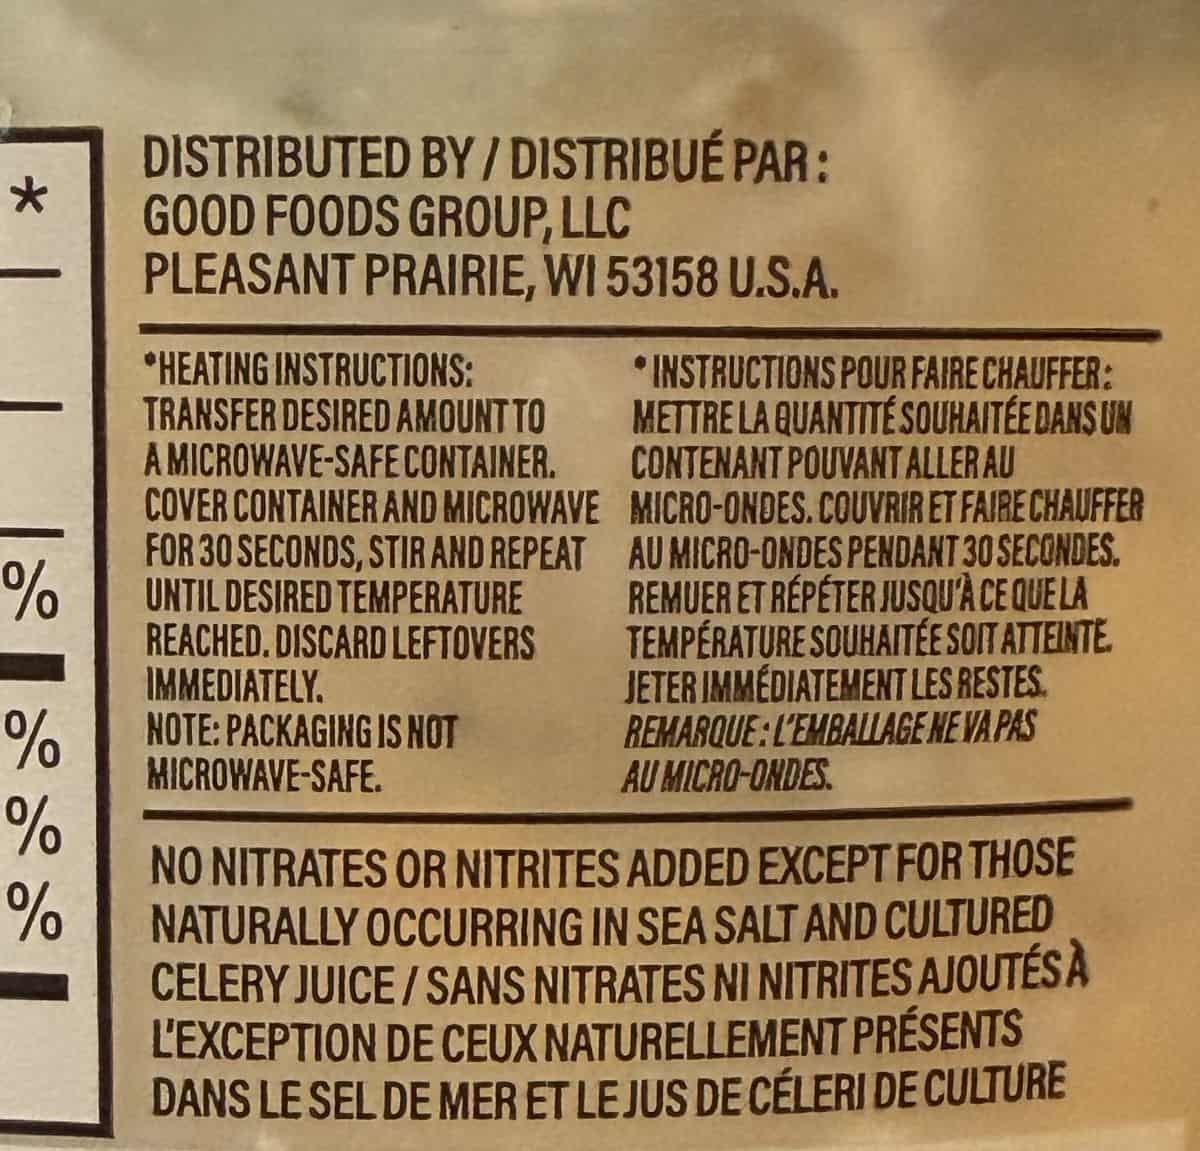 *
%
%
%
%
DISTRIBUTED BY / DISTRIBUÉ PAR :
GOOD FOODS GROUP, LLC
PLEASANT PRAIRIE, WI 53158 U.S.A.
•HEATING INSTRUCTIONS:
TRANSFER DESIRED AMOUNT TO
A MICROWAVE-SAFE CONTAINER.
COVER CONTAINER AND MICROWAVE
FOR 30 SECONDS, STIR AND REPEAT
UNTIL DESIRED TEMPERATURE
REACHED. DISCARD LEFTOVERS
IMMEDIATELY.
NOTE: PACKAGING IS NOT
MICROWAVE-SAFE.
• INSTRUCTIONS POUR FAIRE CHAUFFER :
METTRE LA QUANTITÉ SOUHAITÉE DANS UN
CONTENANT POUVANT ALLER AU
MICRO-ONDES. COUVRIR ET FAIRE CHAUFFER
AU MICRO-ONDES PENDANT 30 SECONDES.
REMUER ET RÉPÉTER JUSQU'À CE QUE LA
TEMPÉRATURE SOUHAITÉE SOIT ATTEINTE.
JETER IMMÉDIATEMENT LES RESTES.
REMARQUE : L'EMBALLAGE NE VA PAS
AU MICRO-ONDES.
NO NITRATES OR NITRITES ADDED EXCEPT FOR THOSE
NATURALLY OCCURRING IN SEA SALT AND CULTURED
CELERY JUICE / SANS NITRATES NI NITRITES AJOUTÉS À
L'EXCEPTION DE CEUX NATURELLEMENT PRÉSENTS
DANS LE SEL DE MER ET LE JUS DE CÉLERI DE CULTURE